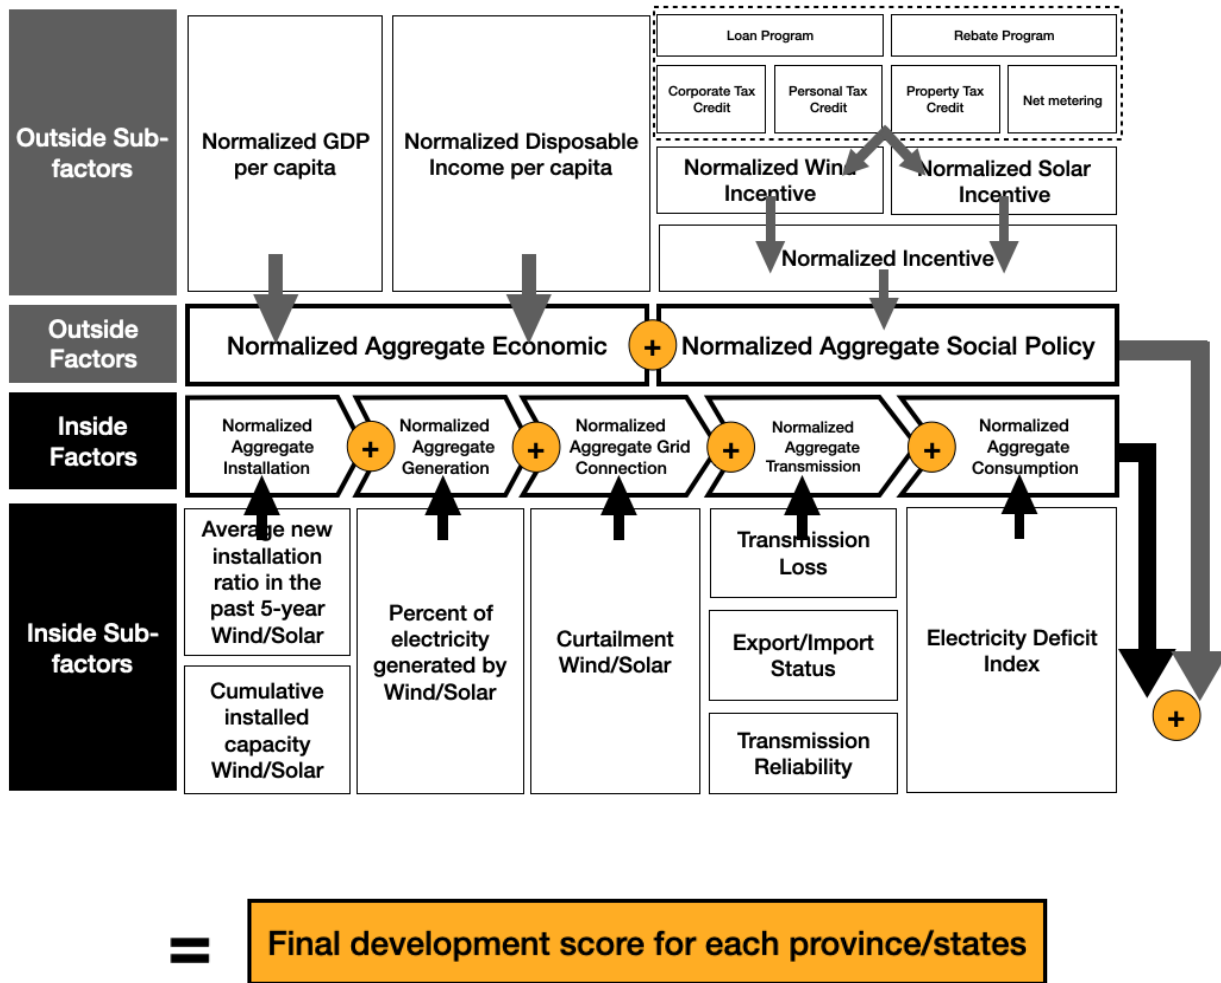 Outside Sub-
factors
Normalized GDP
per capita
Normalized Disposable
Income per capita
Loan Program
Rebate Program
Corporate Tax
Credit
Personal Tax
Credit
Property Tax
Credit
Net metering
Normalized Wind
Incentive
Normalized Solar
Incentive
Normalized Incentive
Outside
Factors
Normalized Aggregate Economic
+
Normalized Aggregate Social Policy
Inside
Factors
Normalized
Aggregate
Installation
+
Normalized
Aggregate
Generation
+
Normalized
Aggregate Grid
Connection
+
Normalized
Aggregate
Transmission
+
Normalized
Aggregate
Consumption
Inside Sub-
factors
Average new
installation
ratio in the
past 5-year
Wind/Solar
Cumulative
installed
capacity
Wind/Solar
Percent of
electricity
generated by
Wind/Solar
Curtailment
Wind/Solar
Transmission
Loss
Export/Import
Status
Transmission
Reliability
Electricity Deficit
Index
+
= Final development score for each province/states